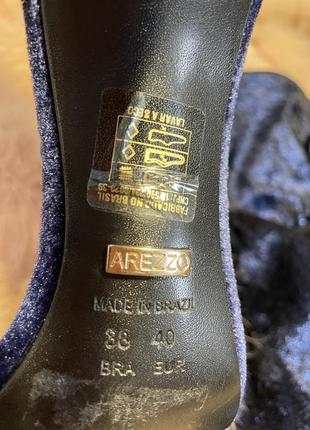 LAVAR A SECO
FABRICADO NO BRASIL
AREZZO
MADE IN BRAZIL
38 40
BRA EUR